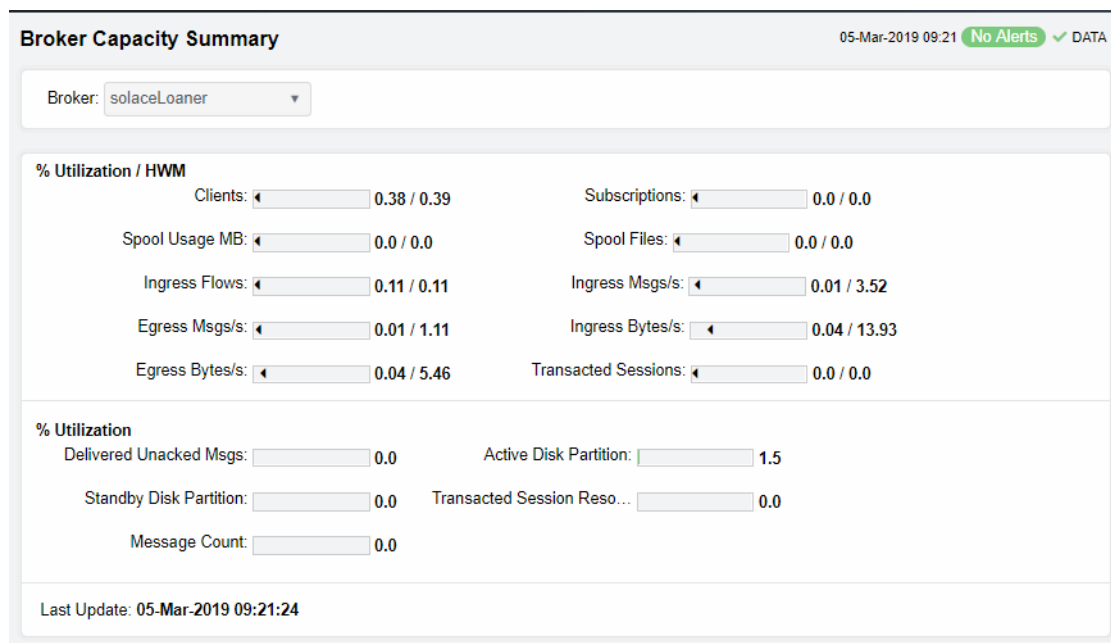 Broker Capacity Summary 05-Mar-2019 09:21 No Alerts DATA
Broker: solaceLoaner
% Utilization / HWM
Clients: 0.38 / 0.39 Subscriptions: 0.0 / 0.0
Spool Usage MB: 0.0 / 0.0 Spool Files: 0.0 / 0.0
Ingress Flows: 0.11 / 0.11 Ingress Msgs/s: 0.01 / 3.52
Egress Msgs/s: 0.01 / 1.11 Ingress Bytes/s: 0.04 / 13.93
Egress Bytes/s: 0.04 / 5.46 Transacted Sessions: 0.0 / 0.0
% Utilization
Delivered Unacked Msgs: 0.0 Active Disk Partition: 1.5
Standby Disk Partition: 0.0 Transacted Session Reso... 0.0
Message Count: 0.0
Last Update: 05-Mar-2019 09:21:24